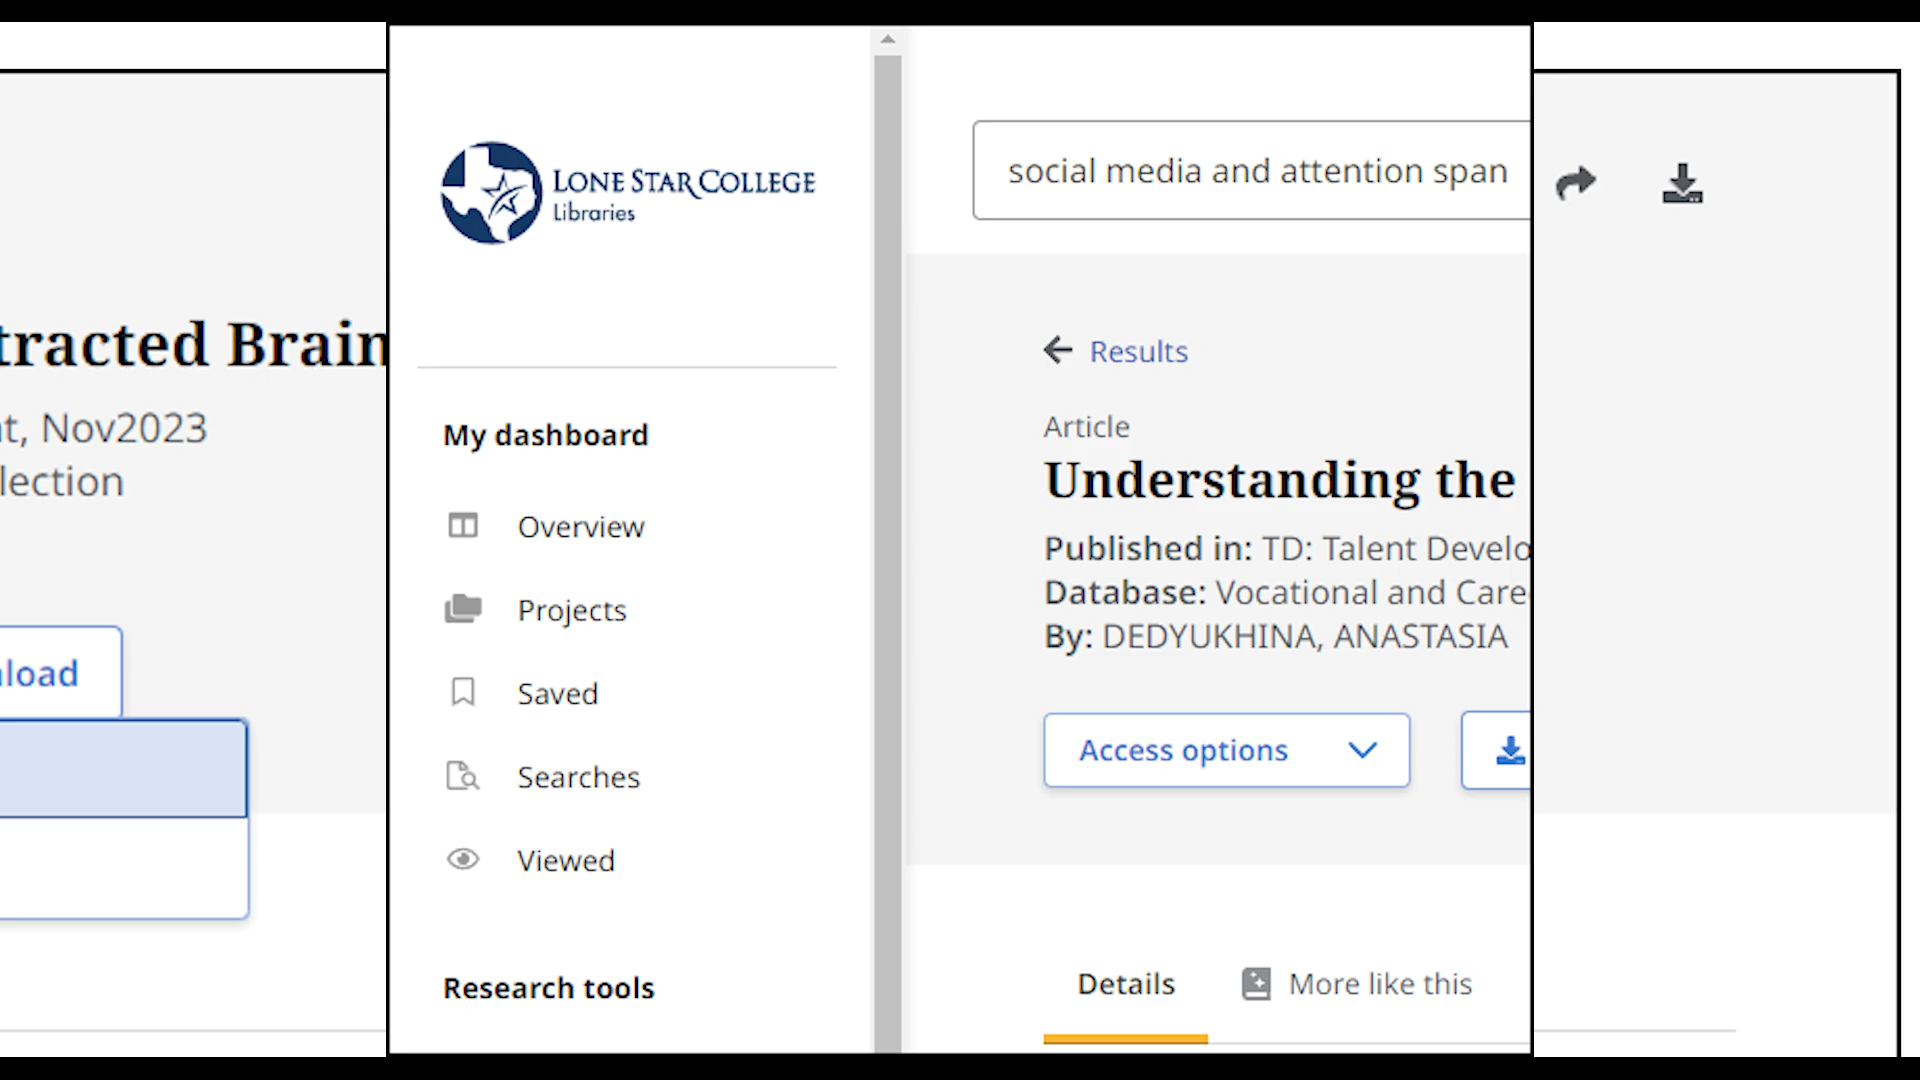 tracted Brain
t, Nov2023
lection
load
LONE STAR COLLEGE
Libraries
My dashboard
Overview
Projects
Saved
Searches
Viewed
Research tools
social media and attention span
Results
Article
Understanding the
Published in: TD: Talent Develo
Database: Vocational and Care
By: DEDYUKHINA, ANASTASIA
Access options
Details
More like this